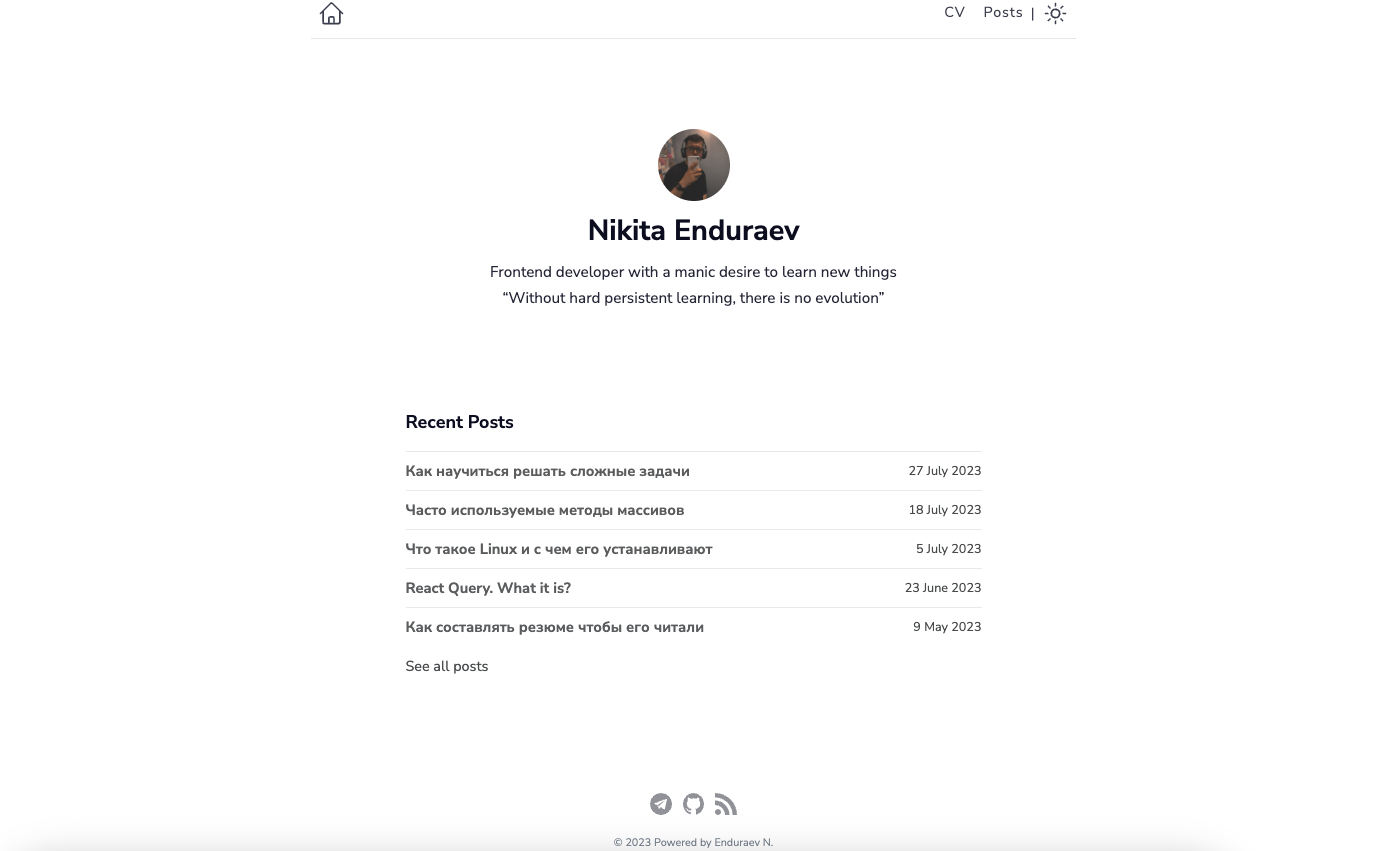 CV Posts |
Nikita Enduraev
Frontend developer with a manic desire to learn new things
“Without hard persistent learning, there is no evolution”
Recent Posts
Как научиться решать сложные задачи 27 July 2023
Часто используемые методы массивов 18 July 2023
Что такое Linux и с чем его устанавливают 5 July 2023
React Query. What it is? 23 June 2023
Как составлять резюме чтобы его читали 9 May 2023
See all posts
© 2023 Powered by Enduraev N.